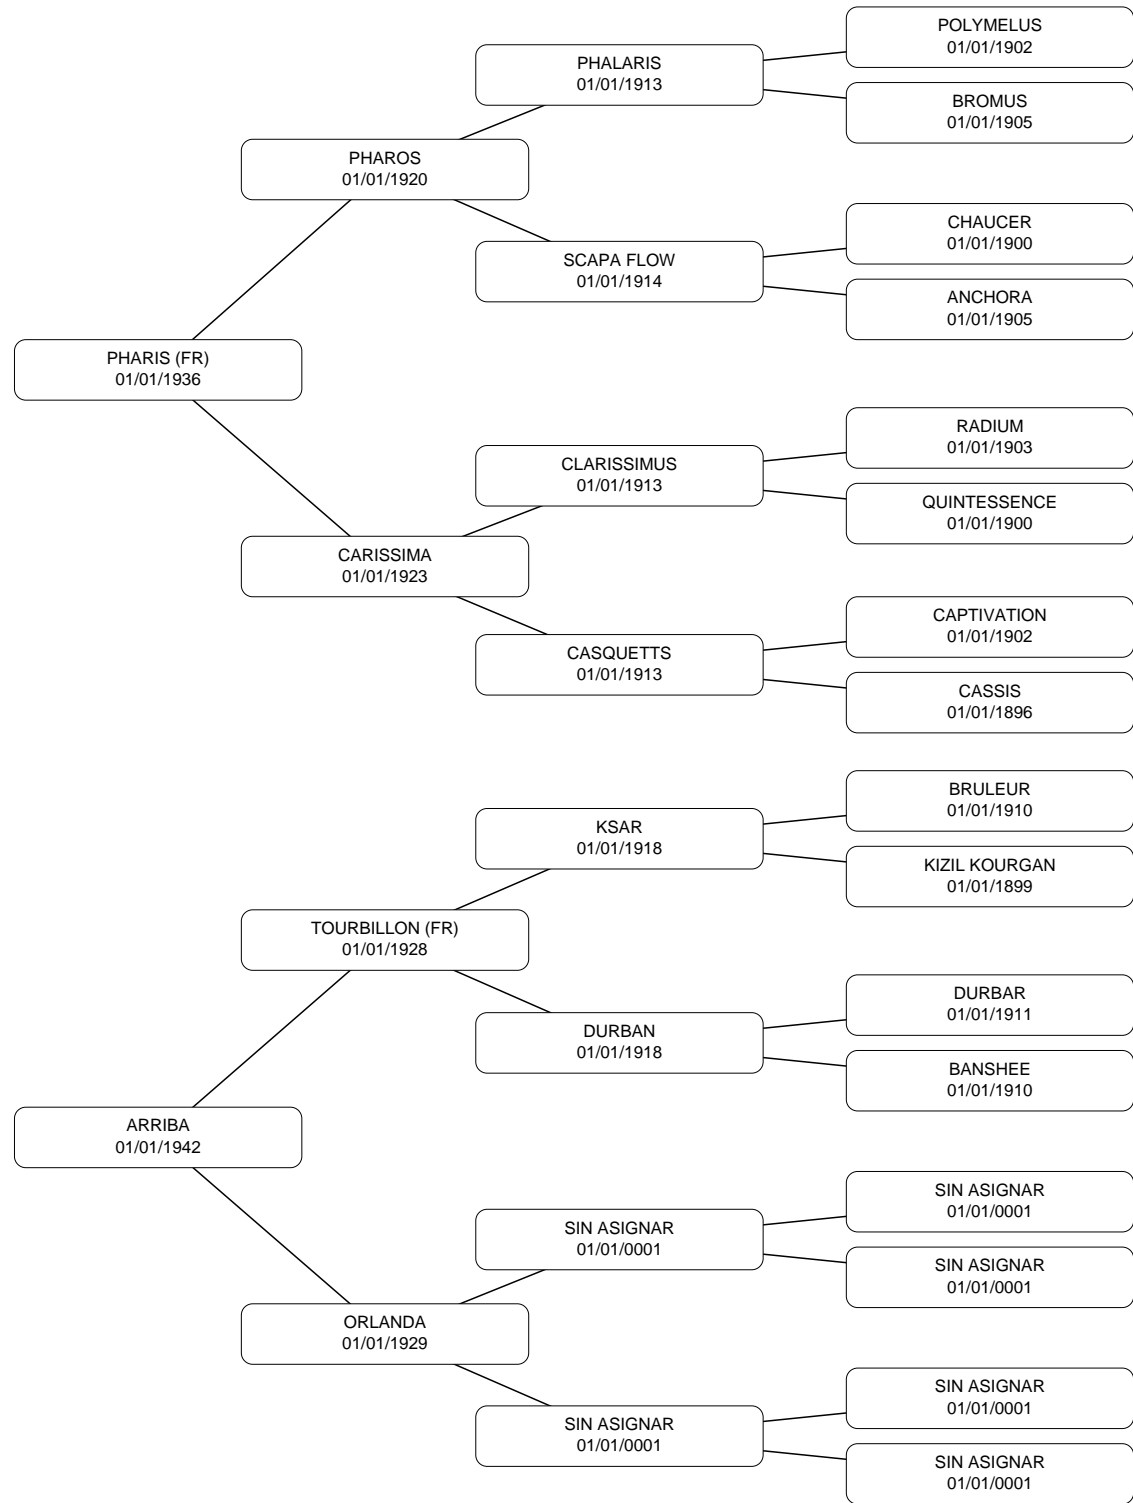 POLYMELUS
01/01/1902
PHALARIS
01/01/1913
BROMUS
01/01/1905
PHAROS
01/01/1920
CHAUCER
01/01/1900
SCAPA FLOW
01/01/1914
ANCHORA
01/01/1905
PHARIS (FR)
01/01/1936
RADIUM
01/01/1903
CLARISSIMUS
01/01/1913
QUINTESSENCE
01/01/1900
CARISSIMA
01/01/1923
CAPTIVATION
01/01/1902
CASQUETTS
01/01/1913
CASSIS
01/01/1896
BRULEUR
01/01/1910
KSAR
01/01/1918
KIZIL KOURGAN
01/01/1899
TOURBILLON (FR)
01/01/1928
DURBAR
01/01/1911
DURBAN
01/01/1918
BANSHEE
01/01/1910
ARRIBA
01/01/1942
SIN ASIGNAR
01/01/0001
SIN ASIGNAR
01/01/0001
SIN ASIGNAR
01/01/0001
ORLANDA
01/01/1929
SIN ASIGNAR
01/01/0001
SIN ASIGNAR
01/01/0001
SIN ASIGNAR
01/01/0001